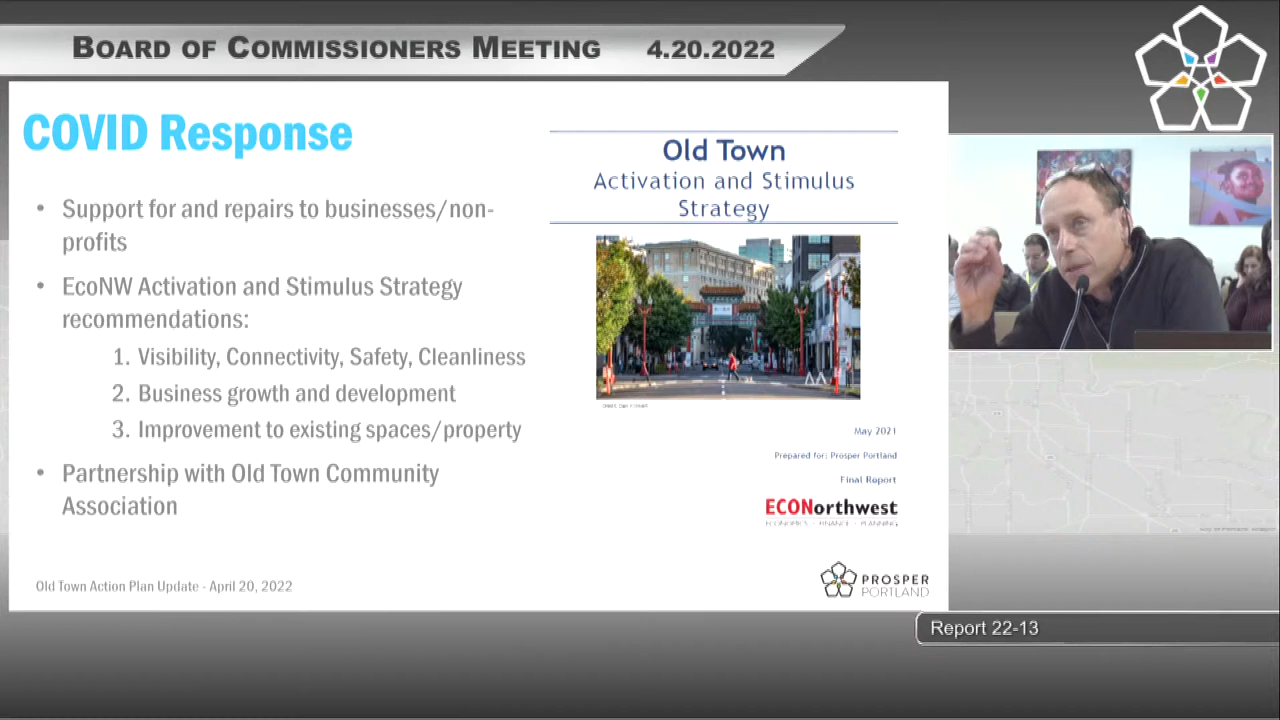 BOARD OF COMMISSIONERS MEETING 4.20.2022
COVID Response
• Support for and repairs to businesses/non-
profits
• EcoNW Activation and Stimulus Strategy
recommendations:
1. Visibility, Connectivity, Safety, Cleanliness
2. Business growth and development
3. Improvement to existing spaces/property
• Partnership with Old Town Community
Association
Old Town Action Plan Update - April 20, 2022
Old Town
Activation and Stimulus
Strategy
May 2021
Prepared for: Prosper Portland
Final Report
ECONorthwest
ECONOMICS • FINANCE • PLANNING
PROSPER
PORTLAND
Report 22-13